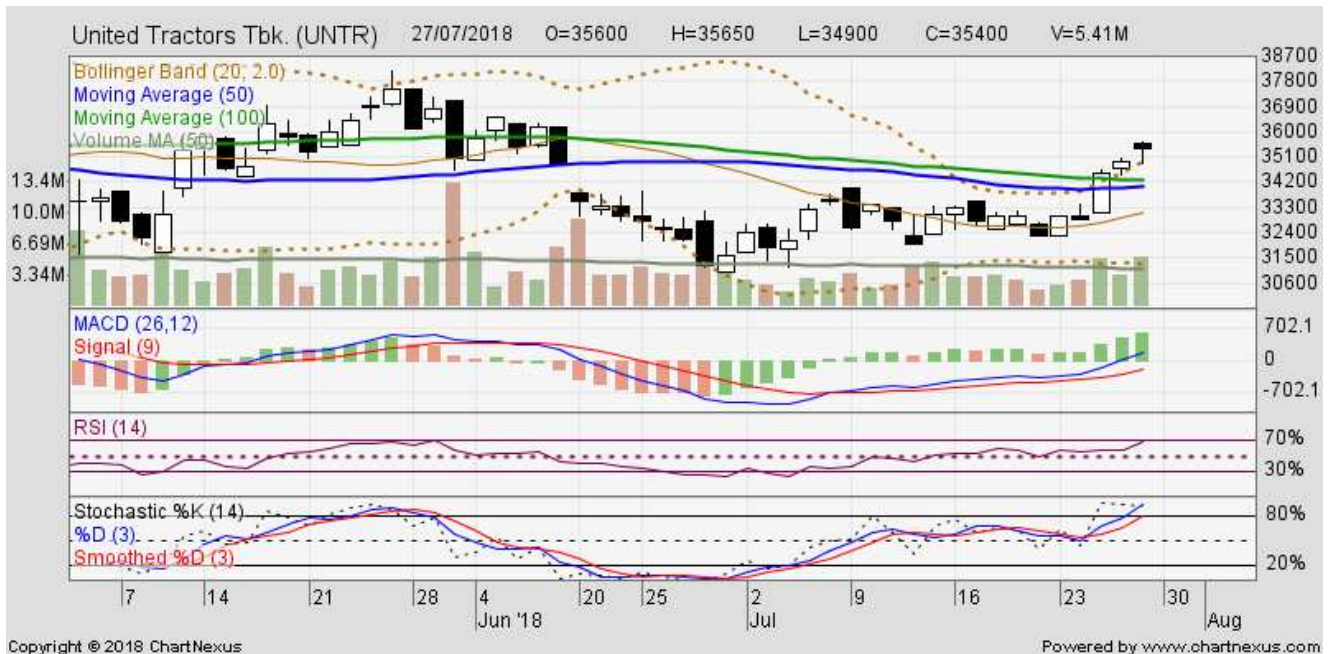 United Tractors Tbk. (UNTR) 27/07/2018 O=35600 H=35650 L=34900 C=35400 V=5.41M
Bollinger Band (20, 2.0)
Moving Average (50)
Moving Average (100)
Volume MA (50)
13.4M
10.0M
6.69M
3.34M
38700
37800
36900
36000
35100
34200
33300
32400
31500
30600
MACD (26,12)
Signal (9)
702.1
0
-702.1
RSI (14)
70%
30%
Stochastic %K (14)
%D (3)
Smoothed %D (3)
80%
20%
7 14 21 28 4 20 25 2 9 16 23 30
Jun '18 Jul Aug
Copyright © 2018 ChartNexus Powered by www.chartnexus.com